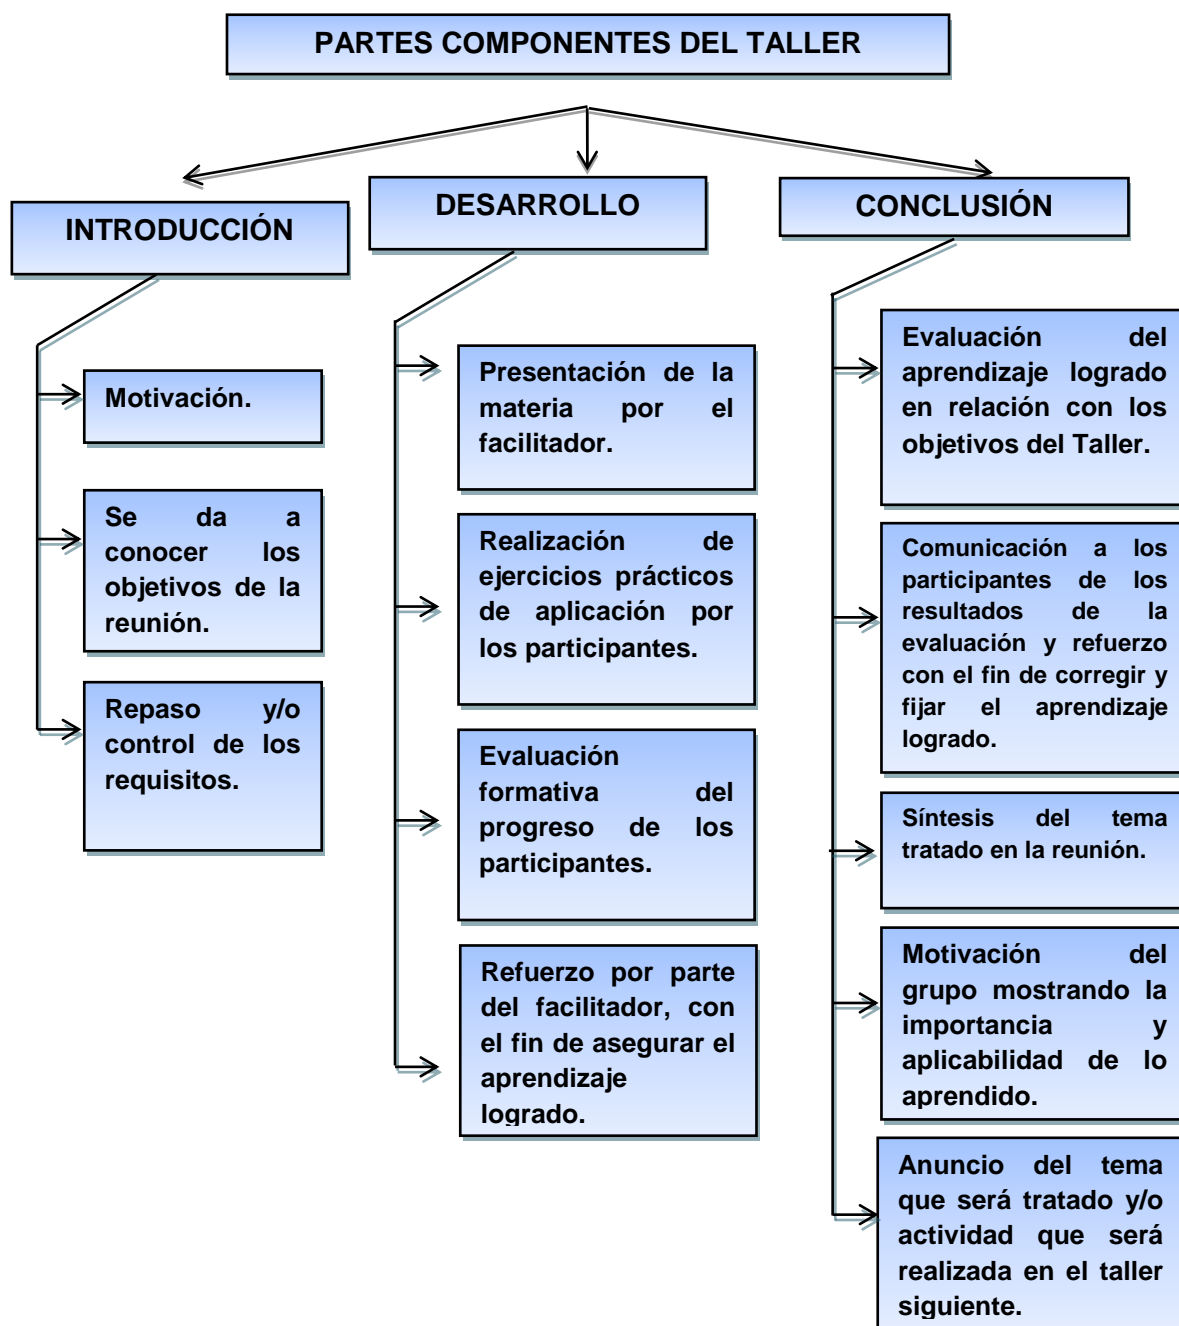 PARTES COMPONENTES DEL TALLER
INTRODUCCIÓN
Motivación.
Se da a
conocer los
objetivos de la
reunión.
Repaso y/o
control de los
requisitos.
DESARROLLO
Presentación de la
materia por el
facilitador.
Realización de
ejercicios prácticos
de aplicación por
los participantes.
Evaluación
formativa del
progreso de los
participantes.
Refuerzo por parte
del facilitador, con
el fin de asegurar el
aprendizaje
logrado.
CONCLUSIÓN
Evaluación del
aprendizaje logrado
en relación con los
objetivos del Taller.
Comunicación a los
participantes de los
resultados de la
evaluación y refuerzo
con el fin de corregir y
fijar el aprendizaje
logrado.
Síntesis del tema
tratado en la reunión.
Motivación del
grupo mostrando la
importancia y
aplicabilidad de lo
aprendido.
Anuncio del tema
que será tratado y/o
actividad que será
realizada en el taller
siguiente.